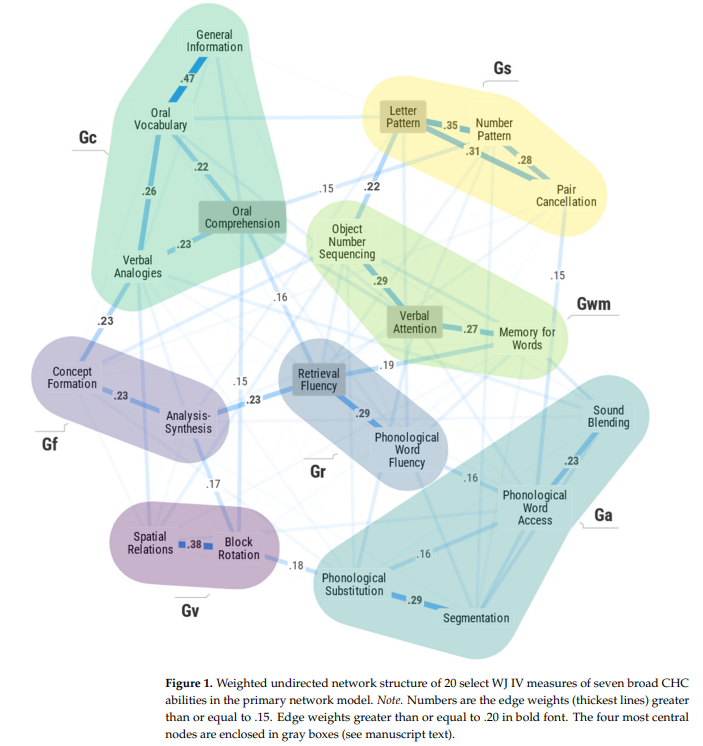 General
Information
Gs
.47
Letter
Pattern
Number
Pattern
.35
Oral
Vocabulary
Gc
.31
.28
.22
.15
.22
.26
Pair
Cancellation
Oral
Comprehension
Object
Number
Sequencing
.23
Verbal
Analogies
.29
.15
.16
Gwm
.23
Verbal
Attention
.27
Memory for
Words
.19
Concept
Formation
.15
Retrieval
Fluency
.23
.23
.29
Analysis-
Synthesis
Sound
Blending
Gf
Phonological
Word
Fluency
Gr
.23
.17
.16
Phonological
Word
Access
Ga
Spatial
Relations
.38
Block
Rotation
.16
.18
Phonological
Substitution
.29
Segmentation
Gv
Figure 1. Weighted undirected network structure of 20 select WJ IV measures of seven broad CHC
abilities in the primary network model. Note. Numbers are the edge weights (thickest lines) greater
than or equal to .15. Edge weights greater than or equal to .20 in bold font. The four most central
nodes are enclosed in gray boxes (see manuscript text).